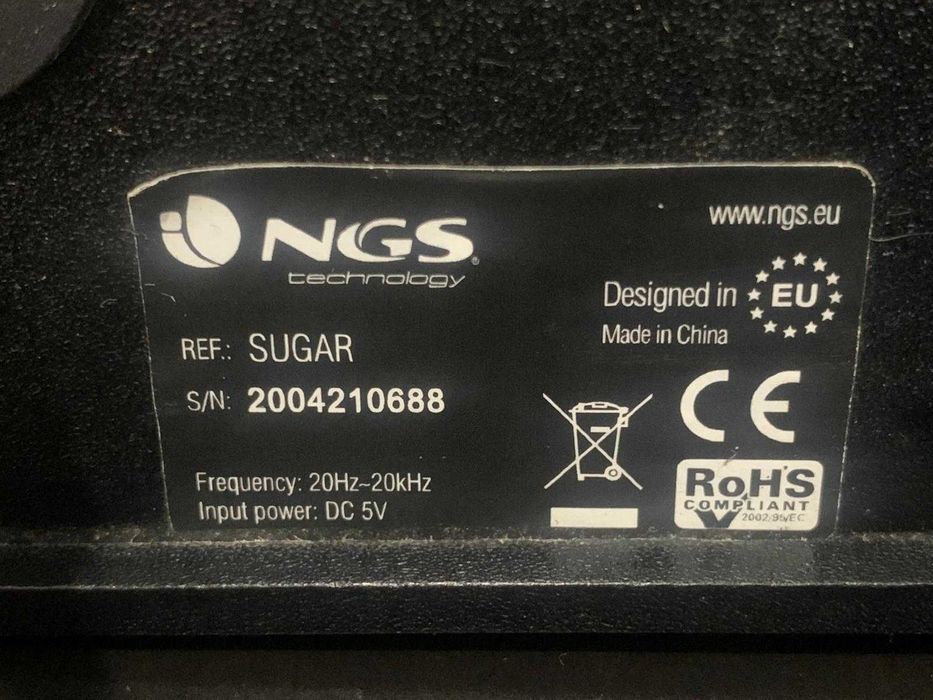 NGS
technology
www.ngs.eu
Designed in EU
Made in China
REF.: SUGAR
S/N: 2004210688
CE
Frequency: 20Hz~20kHz
Input power: DC 5V
RoHS
COMPLIANT
2002/95/EC